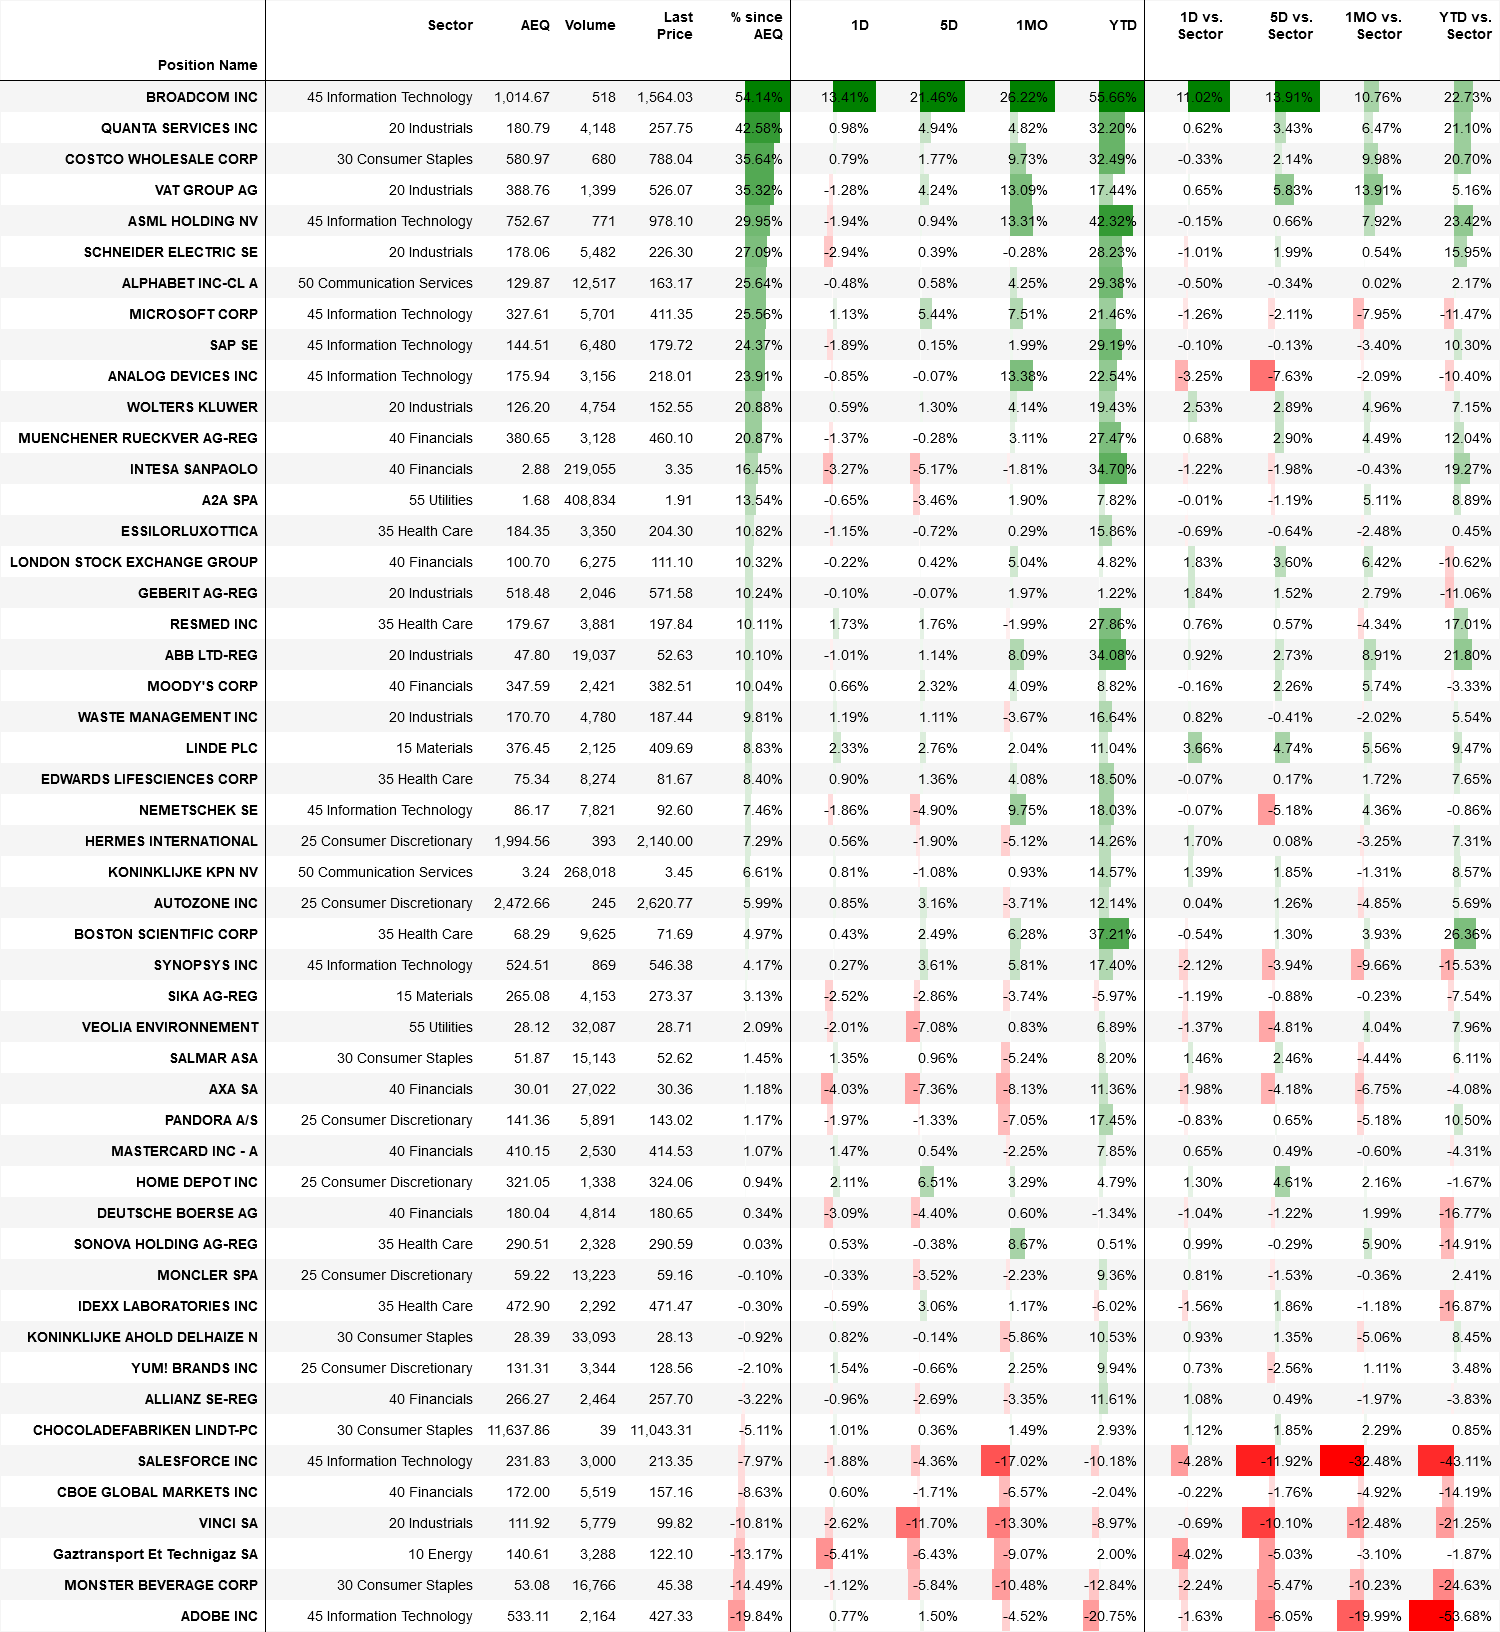 Position Name Sector AEQ Volume Last Price % since AEQ 1D 5D 1MO YTD 1D vs. Sector 5D vs. Sector 1MO vs. Sector YTD vs. Sector
BROADCOM INC 45 Information Technology 1,014.67 518 1,564.03 54.14% 13.41% 21.46% 26.22% 55.66% 11.02% 13.91% 10.76% 22.73%
QUANTA SERVICES INC 20 Industrials 180.79 4,148 257.75 42.58% 0.98% 4.94% 4.82% 32.20% 0.62% 3.43% 6.47% 21.10%
COSTCO WHOLESALE CORP 30 Consumer Staples 580.97 680 788.04 35.64% 0.79% 1.77% 9.73% 32.49% -0.33% 2.14% 9.98% 20.70%
VAT GROUP AG 20 Industrials 388.76 1,399 526.07 35.32% -1.28% 4.24% 13.09% 17.44% 0.65% 5.83% 13.91% 5.16%
ASML HOLDING NV 45 Information Technology 752.67 771 978.10 29.95% -1.94% 0.94% 13.31% 42.32% -0.15% 0.66% 7.92% 23.42%
SCHNEIDER ELECTRIC SE 20 Industrials 178.06 5,482 226.30 27.09% -2.94% 0.39% -0.28% 28.23% -1.01% 1.99% 0.54% 15.95%
ALPHABET INC-CL A 50 Communication Services 129.87 12,517 163.17 25.64% -0.48% 0.58% 4.25% 29.38% -0.50% -0.34% 0.02% 2.17%
MICROSOFT CORP 45 Information Technology 327.61 5,701 411.35 25.56% 1.13% 5.44% 7.51% 21.46% -1.26% -2.11% -7.95% -11.47%
SAP SE 45 Information Technology 144.51 6,480 179.72 24.37% -1.89% 0.15% 1.99% 29.19% -0.10% -0.13% -3.40% 10.30%
ANALOG DEVICES INC 45 Information Technology 175.94 3,156 218.01 23.91% -0.85% -0.07% 13.38% 22.54% -3.25% -7.63% -2.09% -10.40%
WOLTERS KLUWER 20 Industrials 126.20 4,754 152.55 20.88% 0.59% 1.30% 4.14% 19.43% 2.53% 2.89% 4.96% 7.15%
MUENCHENER RUECKVER AG-REG 40 Financials 380.65 3,128 460.10 20.87% -1.37% -0.28% 3.11% 27.47% 0.68% 2.90% 4.49% 12.04%
INTESA SANPAOLO 40 Financials 2.88 219,055 3.35 16.45% -3.27% -5.17% -1.81% 34.70% -1.22% -1.98% -0.43% 19.27%
A2A SPA 55 Utilities 1.68 408,834 1.91 13.54% -0.65% -3.46% 1.90% 7.82% -0.01% -1.19% 5.11% 8.89%
ESSILORLUXOTTICA 35 Health Care 184.35 3,350 204.30 10.82% -1.15% -0.72% 0.29% 15.86% -0.69% -0.64% -2.48% 0.45%
LONDON STOCK EXCHANGE GROUP 40 Financials 100.70 6,275 111.10 10.32% -0.22% 0.42% 5.04% 4.82% 1.83% 3.60% 6.42% -10.62%
GEBERIT AG-REG 20 Industrials 518.48 2,046 571.58 10.24% -0.10% -0.07% 1.97% 1.22% 1.84% 1.52% 2.79% -11.06%
RESMED INC 35 Health Care 179.67 3,881 197.84 10.11% 1.73% 1.76% -1.99% 27.86% 0.76% 0.57% -4.34% 17.01%
ABB LTD-REG 20 Industrials 47.80 19,037 52.63 10.10% -1.01% 1.14% 8.09% 34.08% 0.92% 2.73% 8.91% 21.80%
MOODY'S CORP 40 Financials 347.59 2,421 382.51 10.04% 0.66% 2.32% 4.09% 8.82% -0.16% 2.26% 5.74% -3.33%
WASTE MANAGEMENT INC 20 Industrials 170.70 4,780 187.44 9.81% 1.19% 1.11% -3.67% 16.64% 0.82% -0.41% -2.02% 5.54%
LINDE PLC 15 Materials 376.45 2,125 409.69 8.83% 2.33% 2.76% 2.04% 11.04% 3.66% 4.74% 5.56% 9.47%
EDWARDS LIFESCIENCES CORP 35 Health Care 75.34 8,274 81.67 8.40% 0.90% 1.36% 4.08% 18.50% -0.07% 0.17% 1.72% 7.65%
NEMETSCHEK SE 45 Information Technology 86.17 7,821 92.60 7.46% -1.86% -4.90% 9.75% 18.03% -0.07% -5.18% 4.36% -0.86%
HERMES INTERNATIONAL 25 Consumer Discretionary 1,994.56 393 2,140.00 7.29% 0.56% -1.90% -5.12% 14.26% 1.70% 0.08% -3.25% 7.31%
KONINKLIJKE KPN NV 50 Communication Services 3.24 268,018 3.45 6.61% 0.81% -1.08% 0.93% 14.57% 1.39% 1.85% -1.31% 8.57%
AUTOZONE INC 25 Consumer Discretionary 2,472.66 245 2,620.77 5.99% 0.85% 3.16% -3.71% 12.14% 0.04% 1.26% -4.85% 5.69%
BOSTON SCIENTIFIC CORP 35 Health Care 68.29 9,625 71.69 4.97% 0.43% 2.49% 6.28% 37.21% -0.54% 1.30% 3.93% 26.36%
SYNOPSYS INC 45 Information Technology 524.51 869 546.38 4.17% 0.27% 3.61% 5.81% 17.40% -2.12% -3.94% -9.66% -15.53%
SIKA AG-REG 15 Materials 265.08 4,153 273.37 3.13% -2.52% -2.86% -3.74% -5.97% -1.19% -0.88% -0.23% -7.54%
VEOLIA ENVIRONNEMENT 55 Utilities 28.12 32,087 28.71 2.09% -2.01% -7.08% 0.83% 6.89% -1.37% -4.81% 4.04% 7.96%
SALMAR ASA 30 Consumer Staples 51.87 15,143 52.62 1.45% 1.35% 0.96% -5.24% 8.20% 1.46% 2.46% -4.44% 6.11%
AXA SA 40 Financials 30.01 27,022 30.36 1.18% -4.03% -7.36% -8.13% 11.36% -1.98% -4.18% -6.75% -4.08%
PANDORA A/S 25 Consumer Discretionary 141.36 5,891 143.02 1.17% -1.97% -1.33% -7.05% 17.45% -0.83% 0.65% -5.18% 10.50%
MASTERCARD INC - A 40 Financials 410.15 2,530 414.53 1.07% 1.47% 0.54% -2.25% 7.85% 0.65% 0.49% -0.60% -4.31%
HOME DEPOT INC 25 Consumer Discretionary 321.05 1,338 324.06 0.94% 2.11% 6.51% 3.29% 4.79% 1.30% 4.61% 2.16% -1.67%
DEUTSCHE BOERSE AG 40 Financials 180.04 4,814 180.65 0.34% -3.09% -4.40% 0.60% -1.34% -1.04% -1.22% 1.99% -16.77%
SONOVA HOLDING AG-REG 35 Health Care 290.51 2,328 290.59 0.03% 0.53% -0.38% 8.67% 0.51% 0.99% -0.29% 5.90% -14.91%
MONCLER SPA 25 Consumer Discretionary 59.22 13,223 59.16 -0.10% -0.33% -3.52% -2.23% 9.36% 0.81% -1.53% -0.36% 2.41%
IDEXX LABORATORIES INC 35 Health Care 472.90 2,292 471.47 -0.30% -0.59% 3.06% 1.17% -6.02% -1.56% 1.86% -1.18% -16.87%
KONINKLIJKE AHOLD DELHAIZE N 30 Consumer Staples 28.39 33,093 28.13 -0.92% 0.82% -0.14% -5.86% 10.53% 0.93% 1.35% -5.06% 8.45%
YUM! BRANDS INC 25 Consumer Discretionary 131.31 3,344 128.56 -2.10% 1.54% -0.66% 2.25% 9.94% 0.73% -2.56% 1.11% 3.48%
ALLIANZ SE-REG 40 Financials 266.27 2,464 257.70 -3.22% -0.96% -2.69% -3.35% 11.61% 1.08% 0.49% -1.97% -3.83%
CHOCOLADEFABRIKEN LINDT-PC 30 Consumer Staples 11,637.86 39 11,043.31 -5.11% 1.01% 0.36% 1.49% 2.93% 1.12% 1.85% 2.29% 0.85%
SALESFORCE INC 45 Information Technology 231.83 3,000 213.35 -7.97% -1.88% -4.36% -17.02% -10.18% -4.28% -11.92% -32.48% -43.11%
CBOE GLOBAL MARKETS INC 40 Financials 172.00 5,519 157.16 -8.63% 0.60% -1.71% -6.57% -2.04% -0.22% -1.76% -4.92% -14.19%
VINCI SA 20 Industrials 111.92 5,779 99.82 -10.81% -2.62% -11.70% -13.30% -8.97% -0.69% -10.10% -12.48% -21.25%
Gaztransport Et Technigaz SA 10 Energy 140.61 3,288 122.10 -13.17% -5.41% -6.43% -9.07% 2.00% -4.02% -5.03% -3.10% -1.87%
MONSTER BEVERAGE CORP 30 Consumer Staples 53.08 16,766 45.38 -14.49% -1.12% -5.84% -10.48% -12.84% -2.24% -5.47% -10.23% -24.63%
ADOBE INC 45 Information Technology 533.11 2,164 427.33 -19.84% 0.77% 1.50% -4.52% -20.75% -1.63% -6.05% -19.99% -53.68%